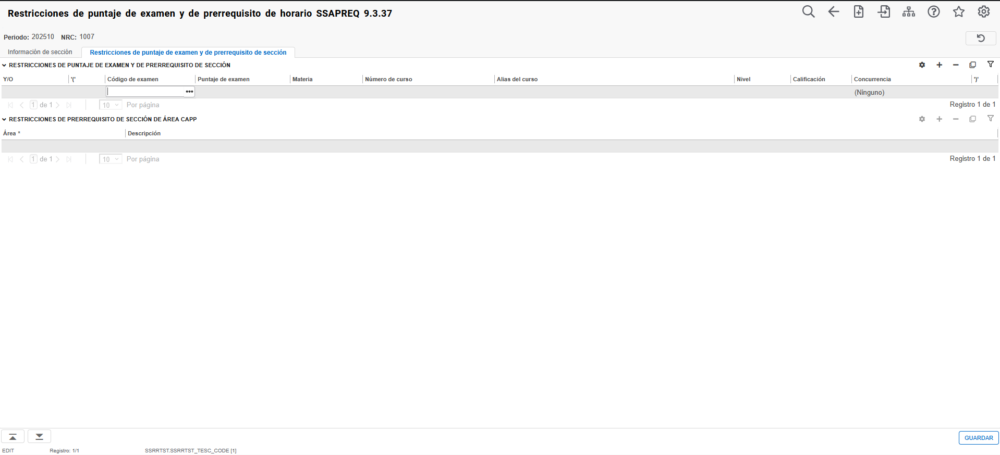 Restricciones de puntaje de examen y de prerrequisito de horario SSAPREQ 9.3.37
Periodo: 202510 NRC: 1007
Información de sección Restricciones de puntaje de examen y de prerrequisito de sección
RESTRICCIONES DE PUNTAJE DE EXAMEN Y DE PRERREQUISITO DE SECCIÓN
Y/O '(' Código de examen Puntaje de examen Materia Número de curso Alias del curso Nivel Calificación Concurrencia ')'
(Ninguno)
1 de 1 10 Por página Registro 1 de 1
RESTRICCIONES DE PRERREQUISITO DE SECCIÓN DE ÁREA CAPP
Área * Descripción
1 de 1 10 Por página Registro 1 de 1
GUARDAR
EDIT Registro: 1/1 SSRRTST.SSRRTST_TESC_CODE [1]